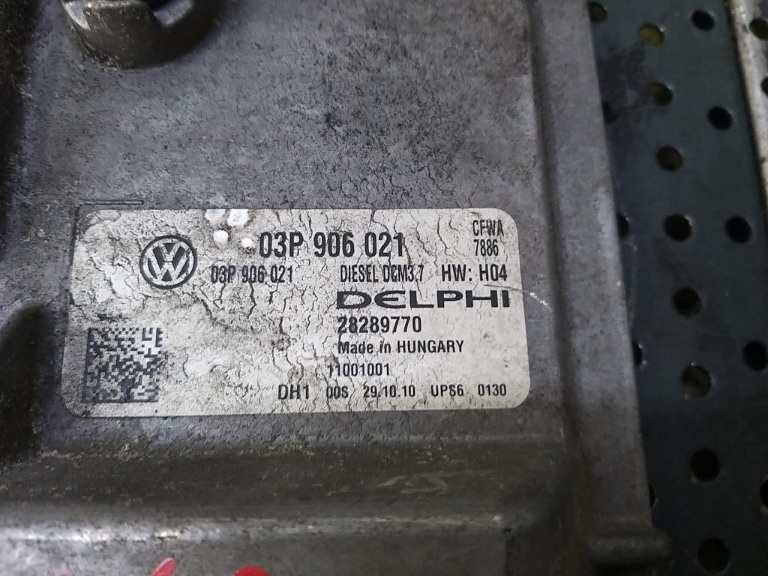 03P 906 021 CFWA
7886
03P 906 021 DIESEL DCM3.7 HW: H04
DELPHI
28289770
Made in HUNGARY
11001001
DH1 00S 29.10.10 UPS6 0130